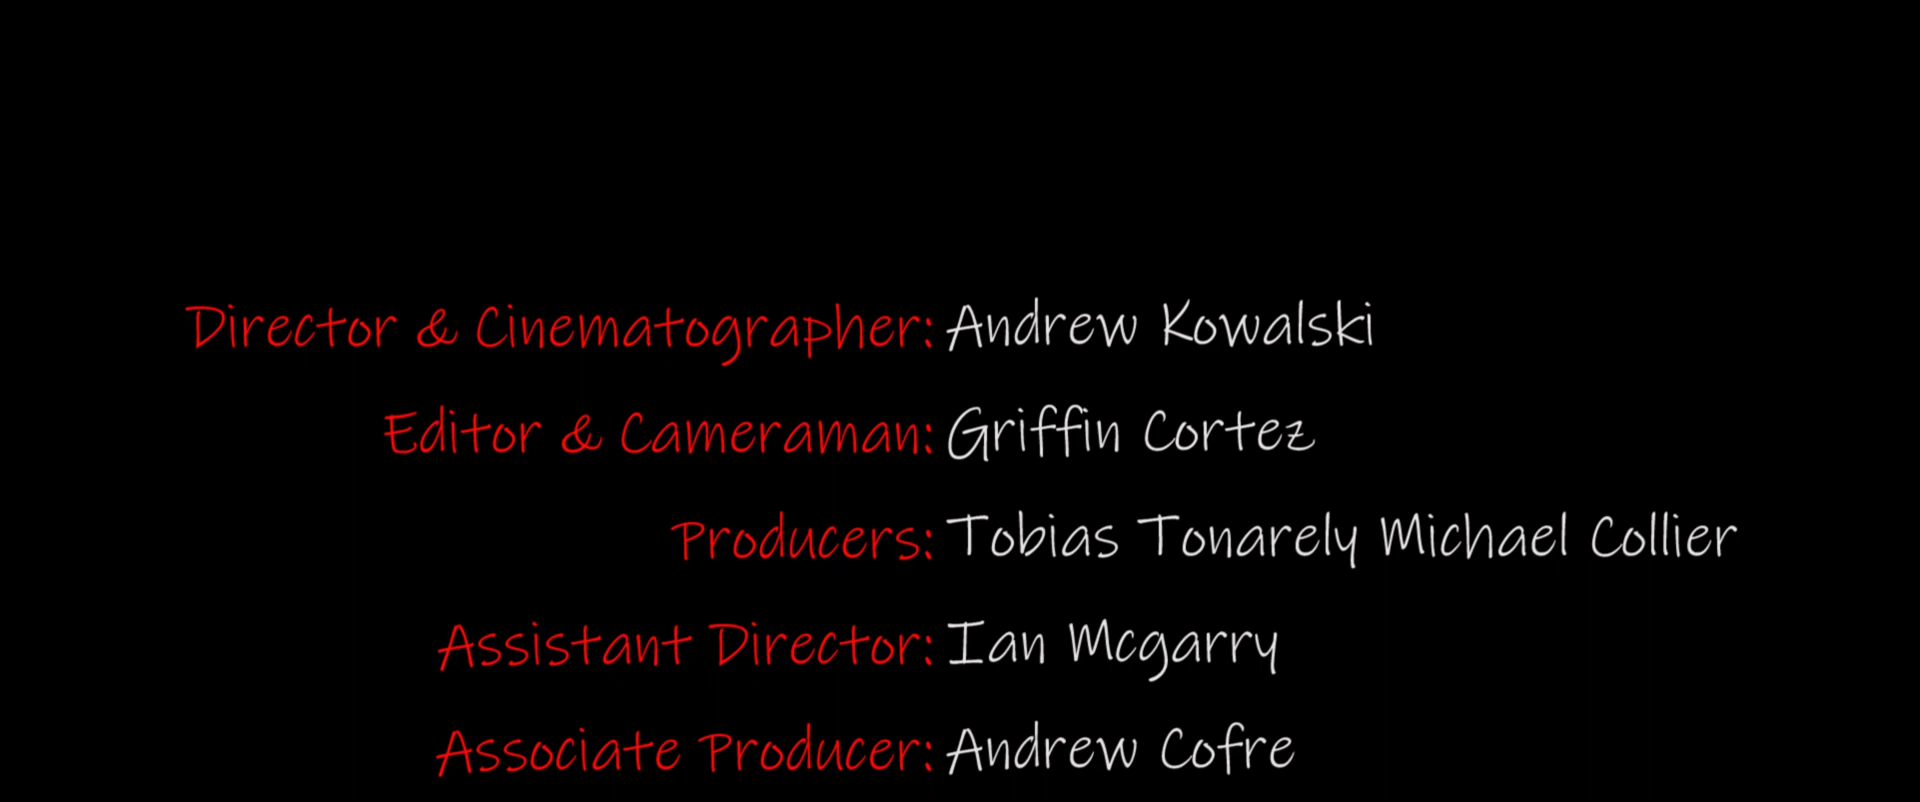 Director & Cinematographer: Andrew Kowalski
Editor & Cameraman: Griffin Cortez
Producers: Tobias Tonarely Michael Collier
Assistant Director: Ian Mcgarry
Associate Producer: Andrew Cofre